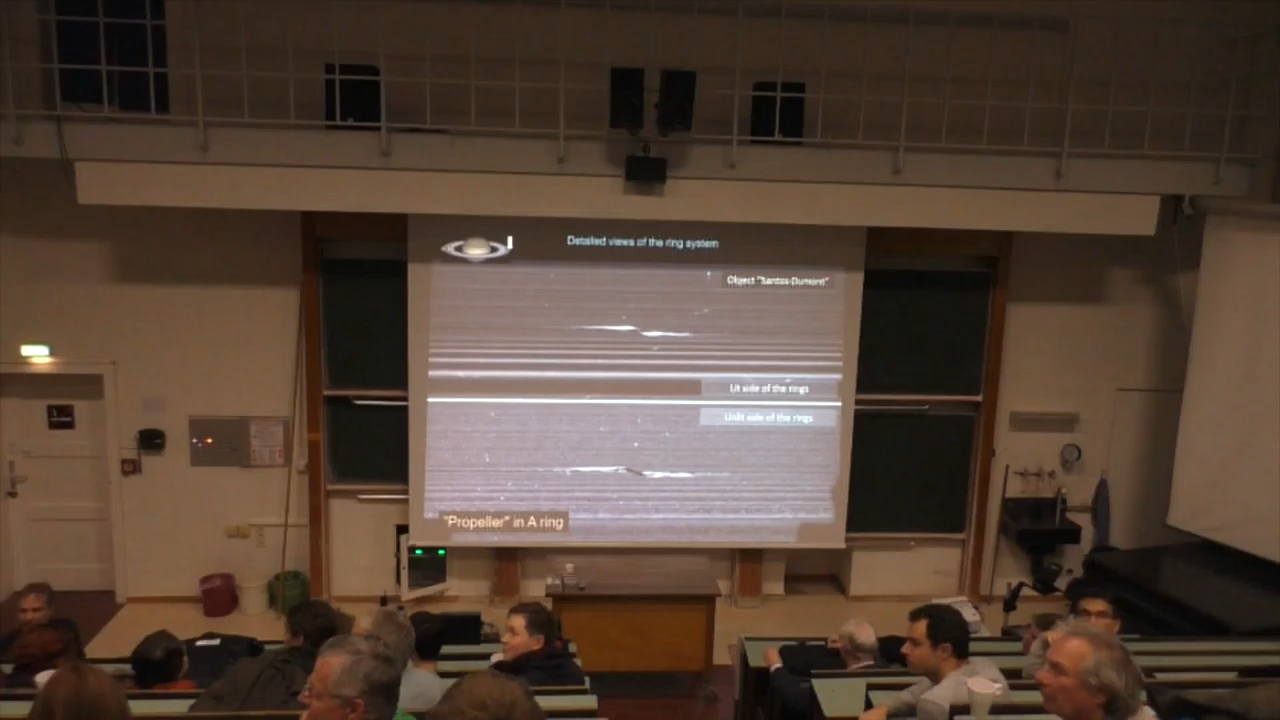 Detailed views of the ring system
Object "Santos-Dumont"
Lit side of the rings
Unlit side of the rings
"Propeller" in A ring